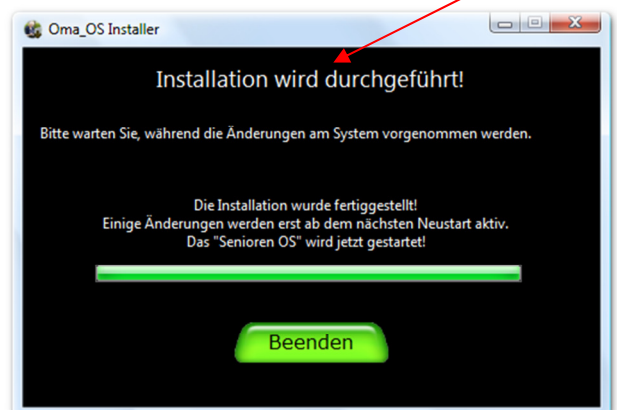 Oma_OS Installer
Installation wird durchgeführt!
Bitte warten Sie, während die Änderungen am System vorgenommen werden.
Die Installation wurde fertiggestellt!
Einige Änderungen werden erst ab dem nächsten Neustart aktiv.
Das "Senioren OS" wird jetzt gestartet!
Beenden